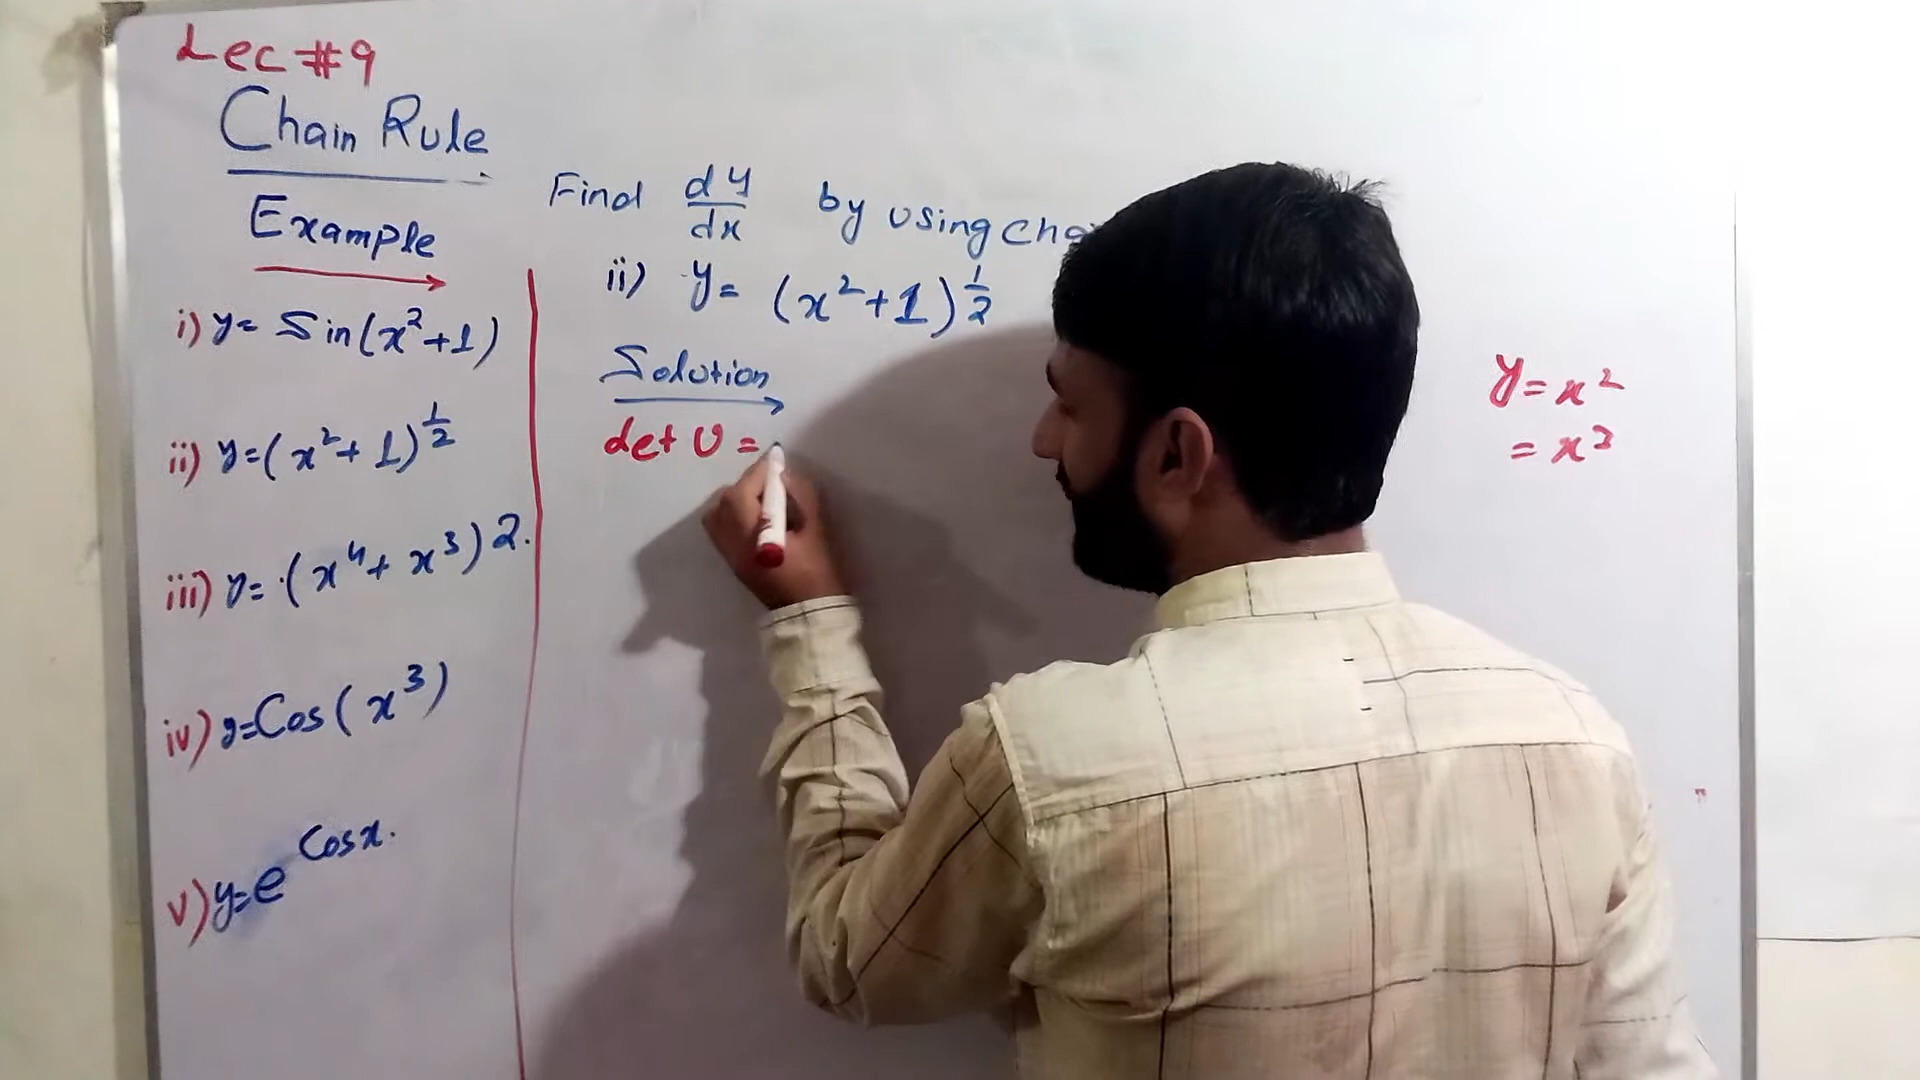 Lec #9
Chain Rule
Example
i) y= Sin(x²+1)
ii) y=(x²+1)^½
iii) y=(x⁴+x³)2.
iv) y=Cos(x³)
v) y=e^Cosx.
Find dy/dx by using
ii) y= (x²+1)^½
Solution
Let U =
y=x²
=x³